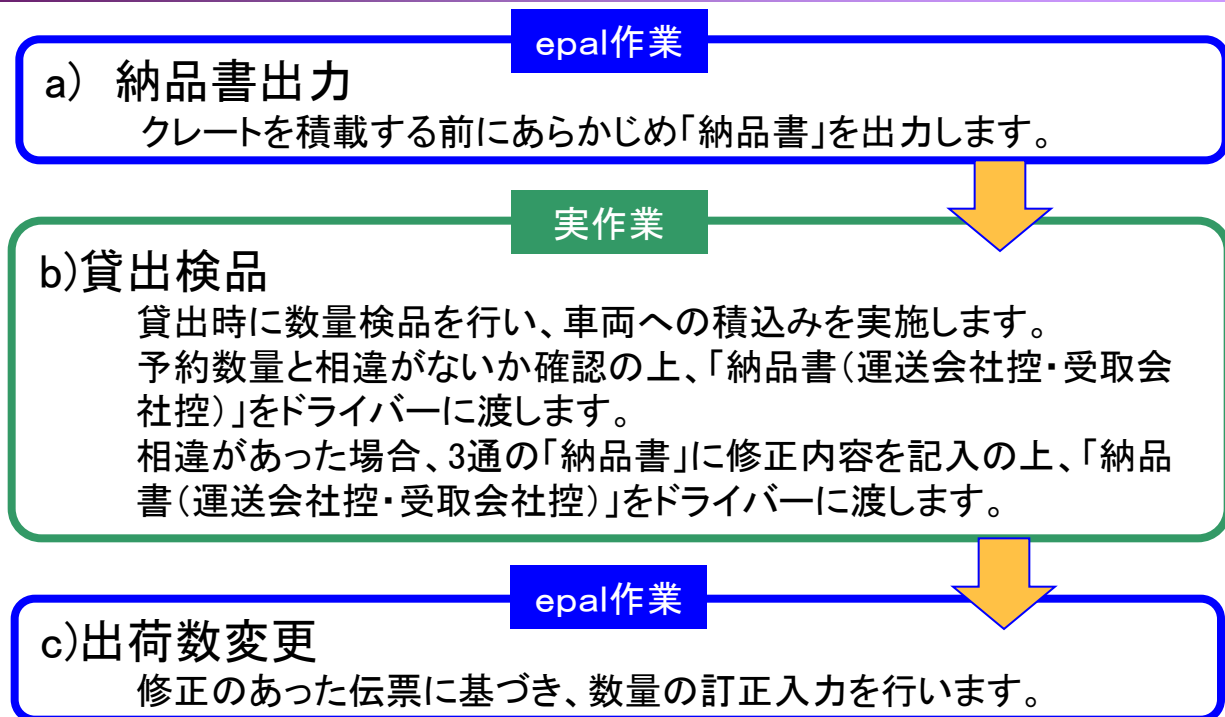 epal作業
a) 納品書出力
クレートを積載する前にあらかじめ「納品書」を出力します。
実作業
b)貸出検品
貸出時に数量検品を行い、車両への積込みを実施します。
予約数量と相違がないか確認の上、「納品書(運送会社控・受取会
社控)」をドライバーに渡します。
相違があった場合、3通の「納品書」に修正内容を記入の上、「納品
書(運送会社控・受取会社控)」をドライバーに渡します。
epal作業
c)出荷数変更
修正のあった伝票に基づき、数量の訂正入力を行います。